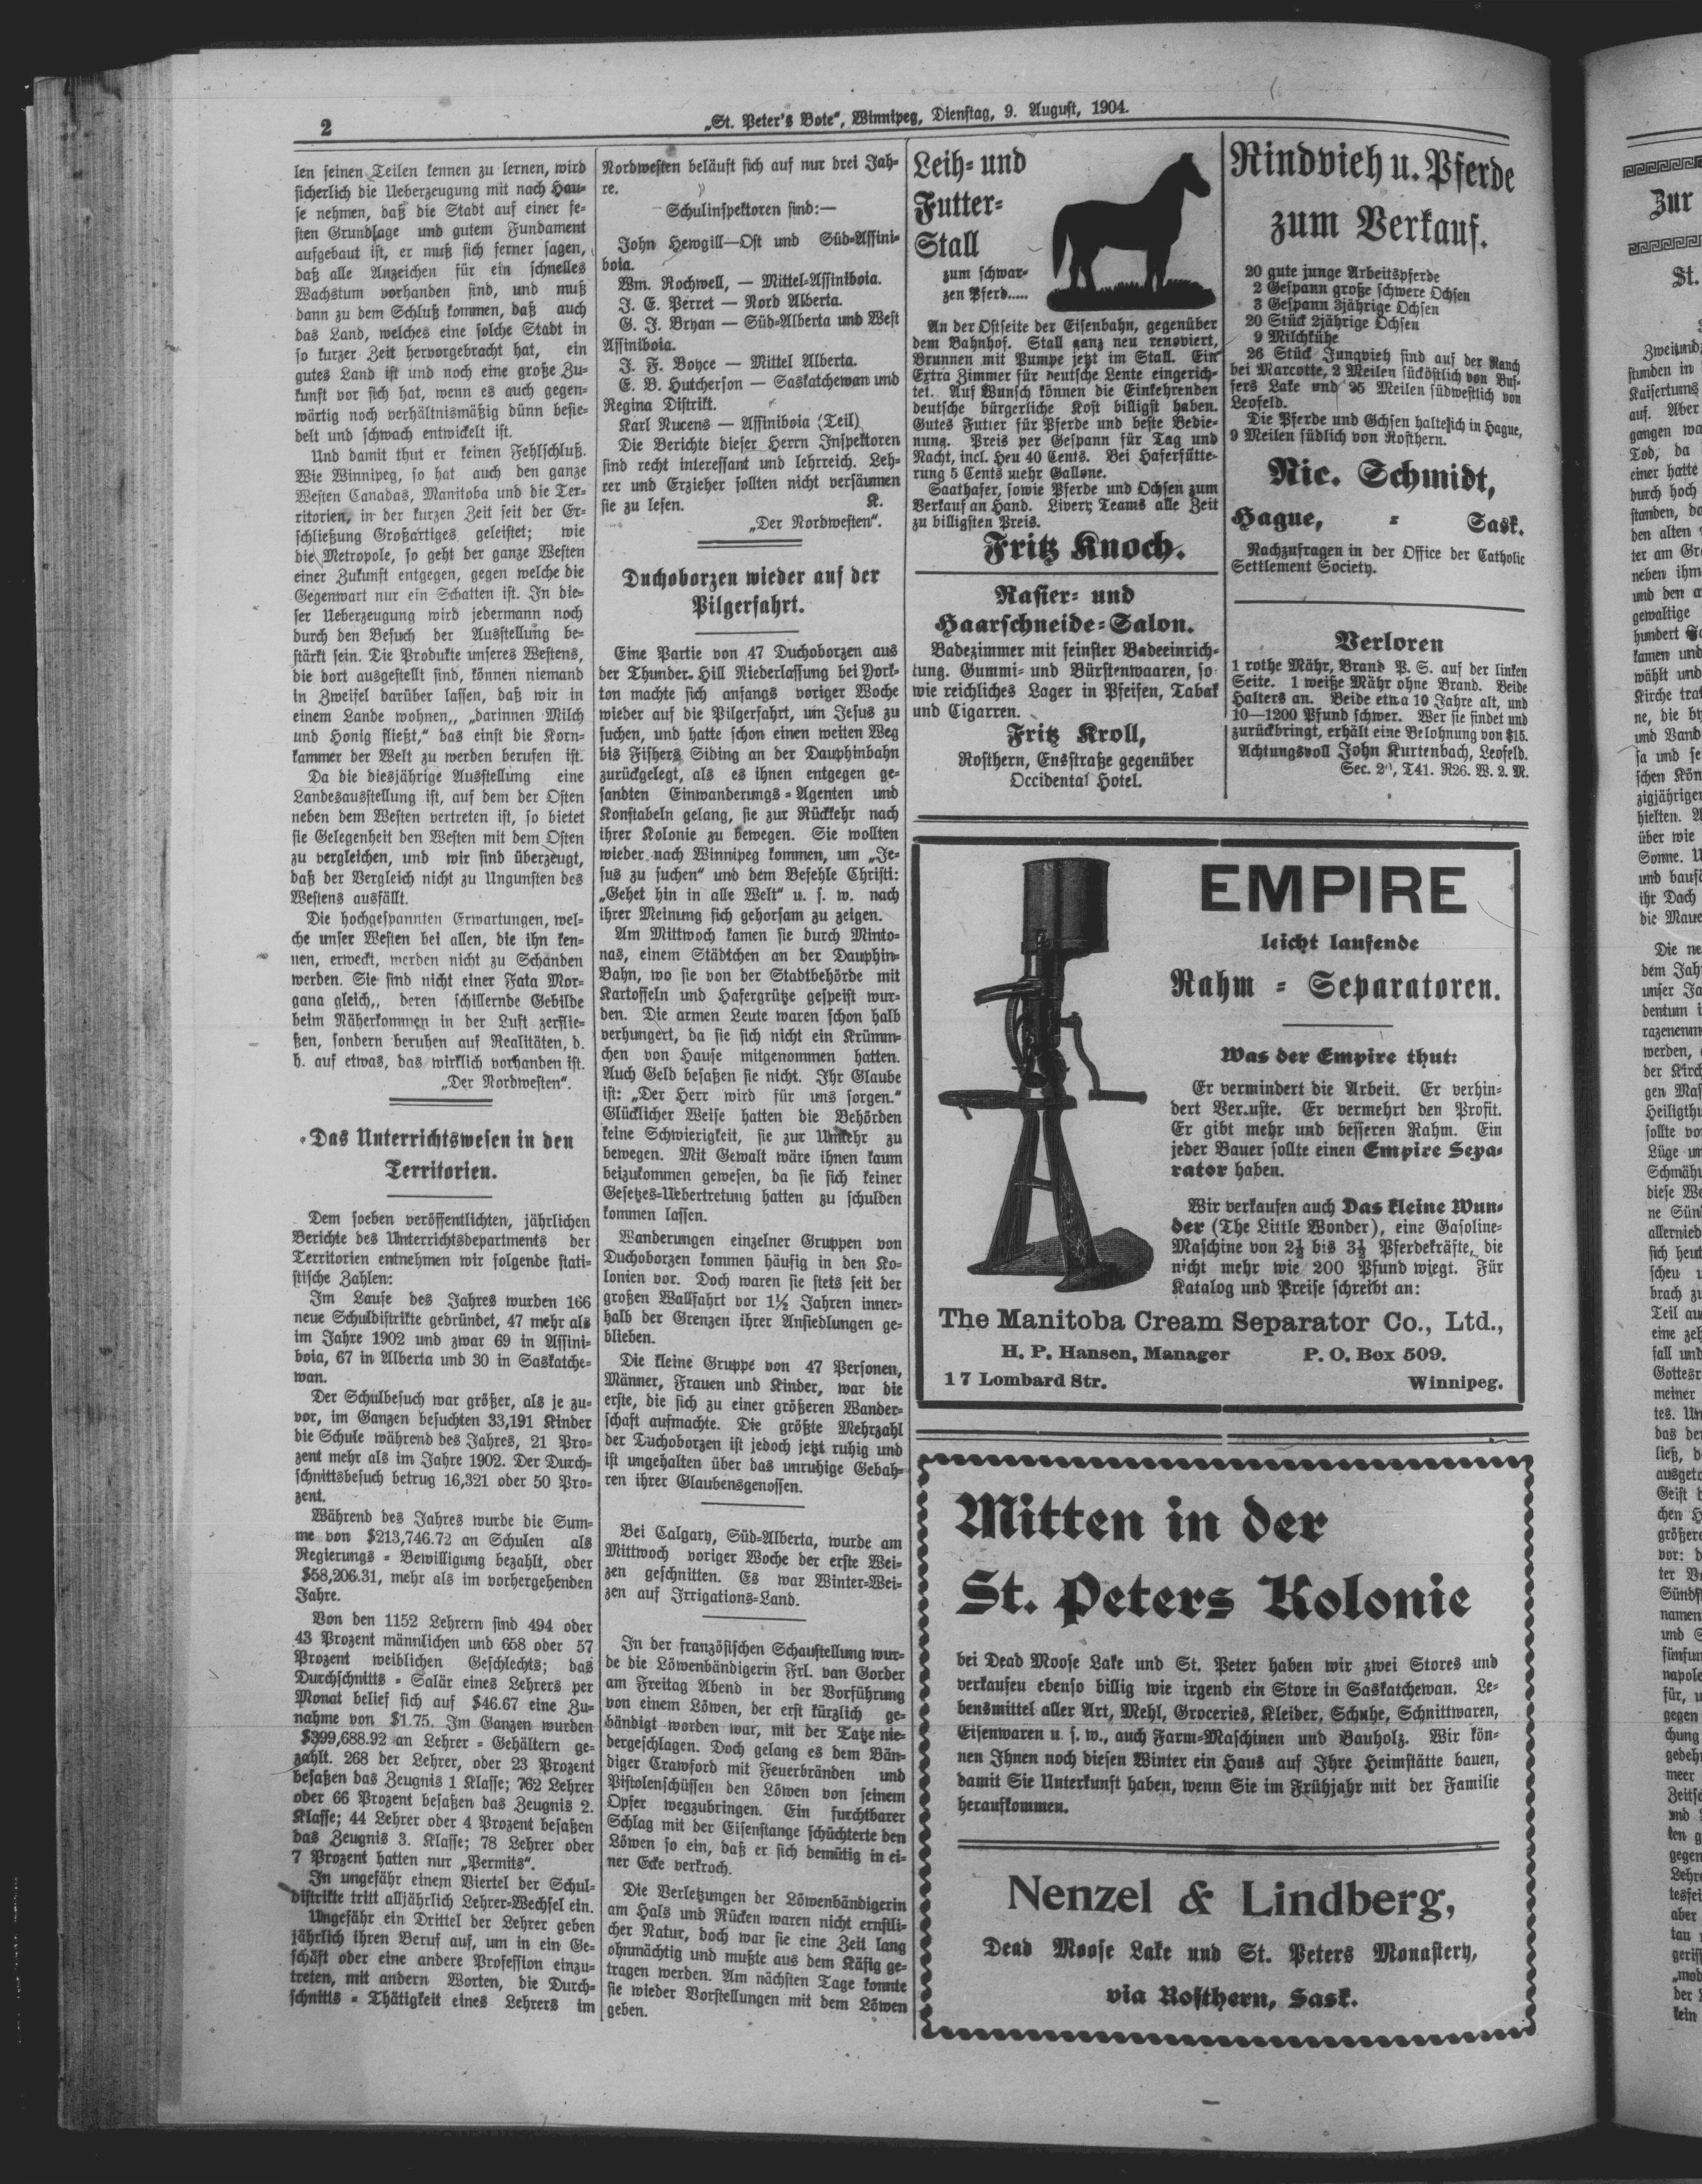 2
„St. Peter's Bote“, Winnipeg, Dienstag, 9. August, 1904.
len seinen Teilen kennen zu lernen, wird
sicherlich die Ueberzeugung mit nach Hau-
se nehmen, daß die Stadt auf einer fe-
sten Grundlage und gutem Fundament
aufgebaut ist, er muß sich ferner sagen,
daß alle Anzeichen für ein schnelles
Wachstum vorhanden sind, und muß
dann zu dem Schluß kommen, daß auch
das Land, welches eine solche Stadt in
so kurzer Zeit hervorgebracht hat, ein
gutes Land ist und noch eine große Zu-
kunft vor sich hat, wenn es auch gegen-
wärtig noch verhältnismäßig dünn besie-
delt und schwach entwickelt ist.
Und damit thut er keinen Fehlschluß.
Wie Winnipeg, so hat auch den ganze
Westen Canadas, Manitoba und die Ter-
ritorien, in der kurzen Zeit seit der Er-
schließung Großartiges geleistet; wie
die Metropole, so geht der ganze Westen
einer Zukunft entgegen, gegen welche die
Gegenwart nur ein Schatten ist. In die-
ser Ueberzeugung wird jedermann noch
durch den Besuch der Ausstellung be-
stärkt sein. Die Produkte unseres Westens,
die dort ausgestellt sind, können niemand
in Zweifel darüber lassen, daß wir in
einem Lande wohnen,, „darinnen Milch
und Honig fließt,“ das einst die Korn-
kammer der Welt zu werden berufen ist.
Da die diesjährige Ausstellung eine
Landesausstellung ist, auf dem der Osten
neben dem Westen vertreten ist, so bietet
sie Gelegenheit den Westen mit dem Osten
zu vergleichen, und wir sind überzeugt,
daß der Vergleich nicht zu Ungunsten des
Westens ausfällt.
Die hochgespannten Erwartungen, wel-
che unser Westen bei allen, die ihn ken-
nen, erweckt, werden nicht zu Schanden
werden. Sie sind nicht einer Fata Mor-
gana gleich,, deren schillernde Gebilde
beim Näherkommen in der Luft zerflie-
ßen, sondern beruhen auf Realitäten, d.
h. auf etwas, das wirklich vorhanden ist.
„Der Nordwesten“.
Das Unterrichtswesen in den
Territorien.
Dem soeben veröffentlichten, jährlichen
Berichte des Unterrichtsdepartments der
Territorien entnehmen wir folgende stati-
stische Zahlen:
Im Laufe des Jahres wurden 166
neue Schuldistrikte gedründet, 47 mehr als
im Jahre 1902 und zwar 69 in Assini-
boia, 67 in Alberta und 30 in Saskatche-
wan.
Der Schulbesuch war größer, als je zu-
vor, im Ganzen besuchten 33,191 Kinder
die Schule während des Jahres, 21 Pro-
zent mehr als im Jahre 1902. Der Durch-
schnittsbesuch betrug 16,321 oder 50 Pro-
zent.
Während des Jahres wurde die Sum-
me von $213,746.72 an Schulen als
Regierungs = Bewilligung bezahlt, oder
$58,206.31, mehr als im vorhergehenden
Jahre.
Von den 1152 Lehrern sind 494 oder
43 Prozent männlichen und 658 oder 57
Prozent weiblichen Geschlechts; das
Durchschnitts = Salär eines Lehrers per
Monat belief sich auf $46.67 eine Zu-
nahme von $1.75. Im Ganzen wurden
$399,688.92 an Lehrer = Gehältern ge-
zahlt. 268 der Lehrer, oder 23 Prozent
besaßen das Zeugnis 1 Klasse; 762 Lehrer
oder 66 Prozent besaßen das Zeugnis 2.
Klasse; 44 Lehrer oder 4 Prozent besaßen
das Zeugnis 3. Klasse; 78 Lehrer oder
7 Prozent hatten nur „Permits“.
In ungefähr einem Viertel der Schul-
distrikte tritt alljährlich Lehrer-Wechsel ein.
Ungefähr ein Drittel der Lehrer geben
jährlich ihren Beruf auf, um in ein Ge-
schäft oder eine andere Profession einzu-
treten, mit andern Worten, die Durch-
schnitts = Thätigkeit eines Lehrers im
Nordwesten beläuft sich auf nur drei Jah-
re.
Schulinspektoren sind:—
John Hewgill—Ost und Süd-Assini-
boia.
Wm. Rochwell, — Mittel-Assiniboia.
J. E. Perret — Nord Alberta.
G. J. Bryan — Süd-Alberta und West
Assiniboia.
J. F. Boyce — Mittel Alberta.
E. B. Hutcherson — Saskatchewan und
Regina Distrikt.
Karl Nucens — Assiniboia (Teil)
Die Berichte dieser Herrn Inspektoren
sind recht interessant und lehrreich. Leh-
rer und Erzieher sollten nicht versäumen
sie zu lesen. K.
„Der Nordwesten“.
Duchoborzen wieder auf der
Pilgerfahrt.
Eine Partie von 47 Duchoborzen aus
der Thunder Hill Niederlassung bei York-
ton machte sich anfangs voriger Woche
wieder auf die Pilgerfahrt, um Jesus zu
suchen, und hatte schon einen weiten Weg
bis Fishers Siding an der Dauphinbahn
zurückgelegt, als es ihnen entgegen ge-
sandten Einwanderungs = Agenten und
Konstabeln gelang, sie zur Rückkehr nach
ihrer Kolonie zu bewegen. Sie wollten
wieder nach Winnipeg kommen, um „Je-
sus zu suchen“ und dem Befehle Christi:
„Gehet hin in alle Welt“ u. s. w. nach
ihrer Meinung sich gehorsam zu zeigen.
Am Mittwoch kamen sie durch Minto-
nas, einem Städtchen an der Dauphin-
Bahn, wo sie von der Stadtbehörde mit
Kartoffeln und Hafergrütze gespeist wur-
den. Die armen Leute waren schon halb
verhungert, da sie sich nicht ein Krümm-
chen von Hause mitgenommen hatten.
Auch Geld besaßen sie nicht. Ihr Glaube
ist: „Der Herr wird für uns sorgen.“
Glücklicher Weise hatten die Behörden
keine Schwierigkeit, sie zur Umkehr zu
bewegen. Mit Gewalt wäre ihnen kaum
beizukommen gewesen, da sie sich keiner
Gesetzes-Uebertretung hatten zu schulden
kommen lassen.
Wanderungen einzelner Gruppen von
Duchoborzen kommen häufig in den Ko-
lonien vor. Doch waren sie stets seit der
großen Wallfahrt vor 1½ Jahren inner-
halb der Grenzen ihrer Ansiedlungen ge-
blieben.
Die kleine Gruppe von 47 Personen,
Männer, Frauen und Kinder, war die
erste, die sich zu einer größeren Wander-
schaft aufmachte. Die größte Mehrzahl
der Duchoborzen ist jedoch jetzt ruhig und
ist ungehalten über das unruhige Gebah-
ren ihrer Glaubensgenossen.
Bei Calgary, Süd-Alberta, wurde am
Mittwoch voriger Woche der erste Wei-
zen geschnitten. Es war Winter-Wei-
zen auf Irrigations-Land.
In der französischen Schaustellung wur-
de die Löwenbändigerin Frl. van Gorder
am Freitag Abend in der Vorführung
von einem Löwen, der erst kürzlich ge-
bändigt worden war, mit der Tatze nie-
dergeschlagen. Doch gelang es dem Bän-
diger Crawford mit Feuerbränden und
Pistolenschüssen den Löwen von seinem
Opfer wegzubringen. Ein furchtbarer
Schlag mit der Eisenstange schüchterte den
Löwen so ein, daß er sich demütig in ei-
ner Ecke verkroch.
Die Verletzungen der Löwenbändigerin
am Hals und Rücken waren nicht ernstli-
cher Natur, doch war sie eine Zeit lang
ohnmächtig und mußte aus dem Käfig ge-
tragen werden. Am nächsten Tage konnte
sie wieder Vorstellungen mit dem Löwen
geben.
Leih= und
Futter=
Stall
zum schwar-
zen Pferd.....
An der Ostseite der Eisenbahn, gegenüber
dem Bahnhof. Stall ganz neu renoviert,
Brunnen mit Pumpe jetzt im Stall. Ein
Extra Zimmer für deutsche Leute eingerich-
tet. Auf Wunsch können die Einkehrenden
deutsche bürgerliche Kost billigst haben.
Gutes Futter für Pferde und beste Bedie-
nung. Preis per Gespann für Tag und
Nacht, incl. Heu 40 Cents. Bei Haferfütte-
rung 5 Cents mehr Gallone.
Saathafer, sowie Pferde und Ochsen zum
Verkauf an Hand. Livery Teams alle Zeit
zu billigsten Preis.
Fritz Knoch.
Rasier= und
Haarschneide=Salon.
Badezimmer mit feinster Badeeinrich-
tung. Gummi- und Bürstenwaaren, so
wie reichliches Lager in Pfeifen, Tabak
und Cigarren.
Fritz Kroll,
Rosthern, Ensstraße gegenüber
Occidental Hotel.
Rindvieh u. Pferde
zum Verkauf.
20 gute junge Arbeitspferde
2 Gespann große schwere Ochsen
3 Gespann 3jährige Ochsen
20 Stück 2jährige Ochsen
9 Milchkühe
26 Stück Jungvieh sind auf der Ranch
bei Marcotte, 2 Meilen südöstlich von Buf-
fers Lake und 25 Meilen südwestlich von
Leofeld.
Die Pferde und Ochsen halte ich in Hague,
9 Meilen südlich von Rosthern.
Nic. Schmidt,
Hague, = Sask.
Nachzufragen in der Office der Catholic
Settlement Society.
Verloren
1 rothe Mähr, Brand P. S. auf der linken
Seite. 1 weiße Mähr ohne Brand. Beide
Halters an. Beide etwa 10 Jahre alt, und
10—1200 Pfund schwer. Wer sie findet und
zurückbringt, erhält eine Belohnung von $15.
Achtungsvoll John Kurtenbach, Leofeld.
Sec. T41. R26. W. 2. M.
EMPIRE
leicht laufende
Rahm = Separatoren.
Was der Empire thut:
Er vermindert die Arbeit. Er verhin-
dert Verluste. Er vermehrt den Profit.
Er gibt mehr und besseren Rahm. Ein
jeder Bauer sollte einen Empire Sepa-
rator haben.
Wir verkaufen auch Das kleine Wun-
der (The Little Wonder), eine Gasoline-
Maschine von 2½ bis 3½ Pferdekräfte, die
nicht mehr wie 200 Pfund wiegt. Für
Katalog und Preise schreibt an:
The Manitoba Cream Separator Co., Ltd.,
H. P. Hansen, Manager P. O. Box 509.
17 Lombard Str. Winnipeg.
Mitten in der
St. Peters Kolonie
bei Dead Moose Lake und St. Peter haben wir zwei Stores und
verkaufen ebenso billig wie irgend ein Store in Saskatchewan. Le-
bensmittel aller Art, Mehl, Groceries, Kleider, Schuhe, Schnittwaren,
Eisenwaren u. s. w., auch Farm-Maschinen und Bauholz. Wir kön-
nen Ihnen noch diesen Winter ein Haus auf Ihre Heimstätte bauen,
damit Sie Unterkunft haben, wenn Sie im Frühjahr mit der Familie
heraufkommen.
Nenzel & Lindberg,
Dead Moose Lake und St. Peters Monastery,
via Rosthern, Sask.